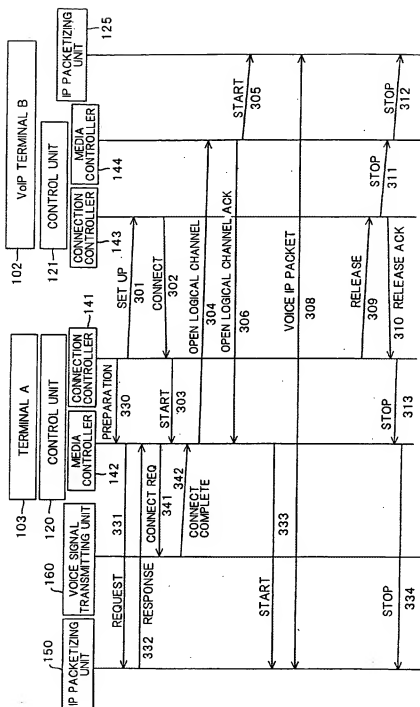 103
TERMINAL A
102
VoIP TERMINAL B
120
CONTROL UNIT
121
CONTROL UNIT
150
IP PACKETIZING
UNIT
160
VOICE SIGNAL
TRANSMITTING UNIT
142
MEDIA
CONTROLLER
CONNECTION
CONTROLLER
141
CONNECTION
CONTROLLER
143
MEDIA
CONTROLLER
144
IP PACKETIZING
UNIT
125
PREPARATION
330
SET UP
301
REQUEST
331
332
RESPONSE
CONNECT
302
CONNECT REQ
341
START
303
342
CONNECT
COMPLETE
OPEN LOGICAL CHANNEL
304
OPEN LOGICAL CHANNEL ACK
306
START
305
START
333
VOICE IP PACKET
308
RELEASE
309
STOP
311
310 RELEASE ACK
STOP
312
STOP
313
STOP
334